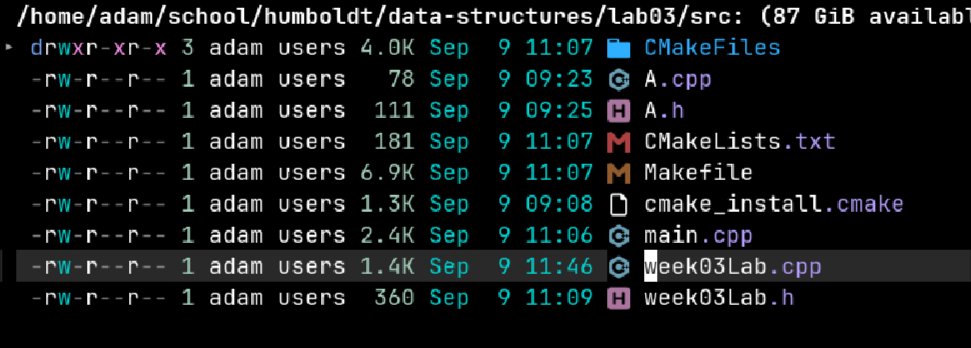 /home/adam/school/humboldt/data-structures/lab03/src: (87 GiB availabl
drwxr-xr-x 3 adam users 4.0K Sep 9 11:07 CMakeFiles
-rw-r--r-- 1 adam users 78 Sep 9 09:23 A.cpp
-rw-r--r-- 1 adam users 111 Sep 9 09:25 A.h
-rw-r--r-- 1 adam users 181 Sep 9 11:07 CMakeLists.txt
-rw-r--r-- 1 adam users 6.9K Sep 9 11:07 Makefile
-rw-r--r-- 1 adam users 1.3K Sep 9 09:08 cmake_install.cmake
-rw-r--r-- 1 adam users 2.4K Sep 9 11:06 main.cpp
-rw-r--r-- 1 adam users 1.4K Sep 9 11:46 week03Lab.cpp
-rw-r--r-- 1 adam users 360 Sep 9 11:09 week03Lab.h